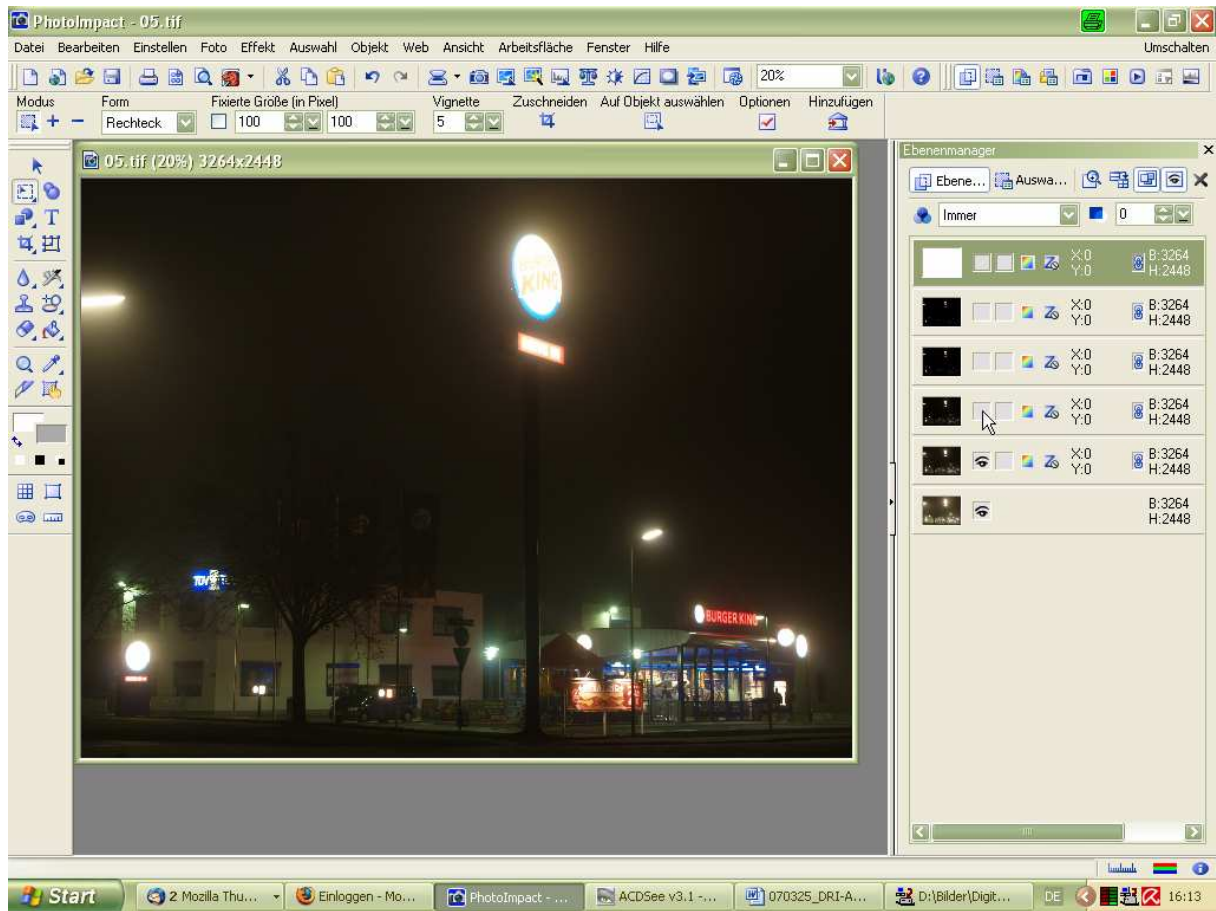 PhotoImpact - 05.tif
Datei Bearbeiten Einstellen Foto Effekt Auswahl Objekt Web Ansicht Arbeitsfläche Fenster Hilfe Umschalten
20%
Modus Form Fixierte Größe (in Pixel) Vignette Zuschneiden Auf Objekt auswählen Optionen Hinzufügen
Rechteck 100 100 5
05.tif (20%) 3264x2448
Ebenenmanager
Ebene... Auswa...
Immer 0
X:0 B:3264
Y:0 H:2448
X:0 B:3264
Y:0 H:2448
X:0 B:3264
Y:0 H:2448
X:0 B:3264
Y:0 H:2448
X:0 B:3264
Y:0 H:2448
B:3264
H:2448
BURGER
KING
TÜV
BURGER KING
Start 2 Mozilla Thu... Einloggen - Mo... PhotoImpact - ... ACDSee v3.1 -... 070325_DRI-A... D:\Bilder\Digit... DE 16:13